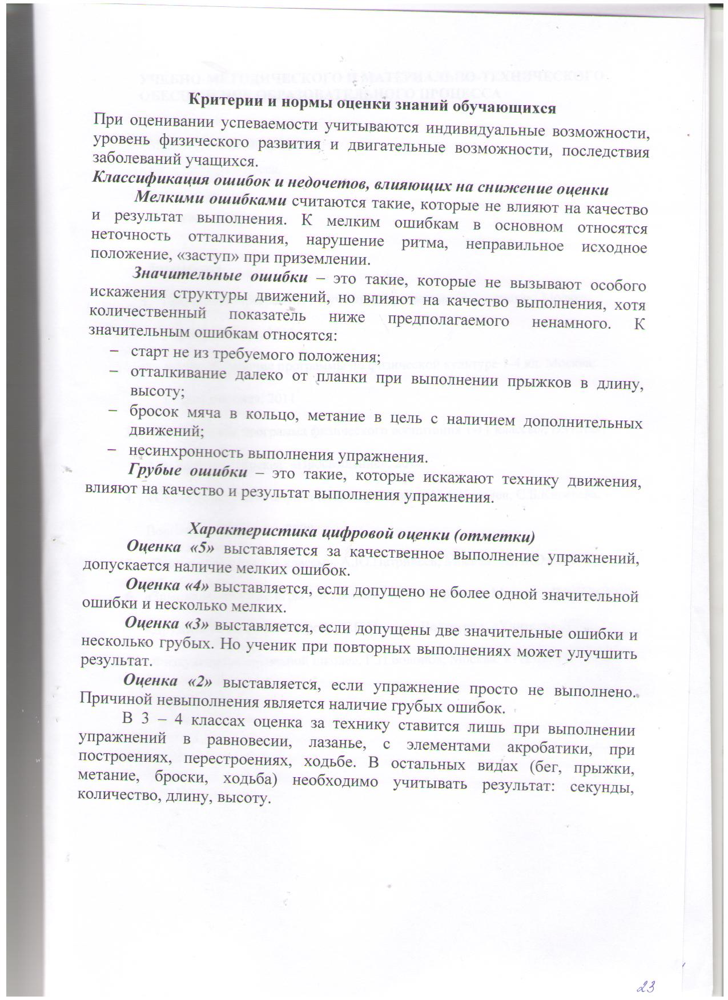 Критерии и нормы оценки знаний обучающихся
При оценивании успеваемости учитываются индивидуальные возможности,
уровень физического развития и двигательные возможности, последствия
заболеваний учащихся.
Классификация ошибок и недочетов, влияющих на снижение оценки
Мелкими ошибками считаются такие, которые не влияют на качество
и результат выполнения. К мелким ошибкам в основном относятся
неточность отталкивания, нарушение ритма, неправильное исходное
положение, «заступ» при приземлении.
Значительные ошибки – это такие, которые не вызывают особого
искажения структуры движений, но влияют на качество выполнения, хотя
количественный показатель ниже предполагаемого ненамного. К
значительным ошибкам относятся:
– старт не из требуемого положения;
– отталкивание далеко от планки при выполнении прыжков в длину,
высоту;
– бросок мяча в кольцо, метание в цель с наличием дополнительных
движений;
– несинхронность выполнения упражнения.
Грубые ошибки – это такие, которые искажают технику движения,
влияют на качество и результат выполнения упражнения.
Характеристика цифровой оценки (отметки)
Оценка «5» выставляется за качественное выполнение упражнений,
допускается наличие мелких ошибок.
Оценка «4» выставляется, если допущено не более одной значительной
ошибки и несколько мелких.
Оценка «3» выставляется, если допущены две значительные ошибки и
несколько грубых. Но ученик при повторных выполнениях может улучшить
результат.
Оценка «2» выставляется, если упражнение просто не выполнено.
Причиной невыполнения является наличие грубых ошибок.
В 3 – 4 классах оценка за технику ставится лишь при выполнении
упражнений в равновесии, лазанье, с элементами акробатики, при
построениях, перестроениях, ходьбе. В остальных видах (бег, прыжки,
метание, броски, ходьба) необходимо учитывать результат: секунды,
количество, длину, высоту.
23